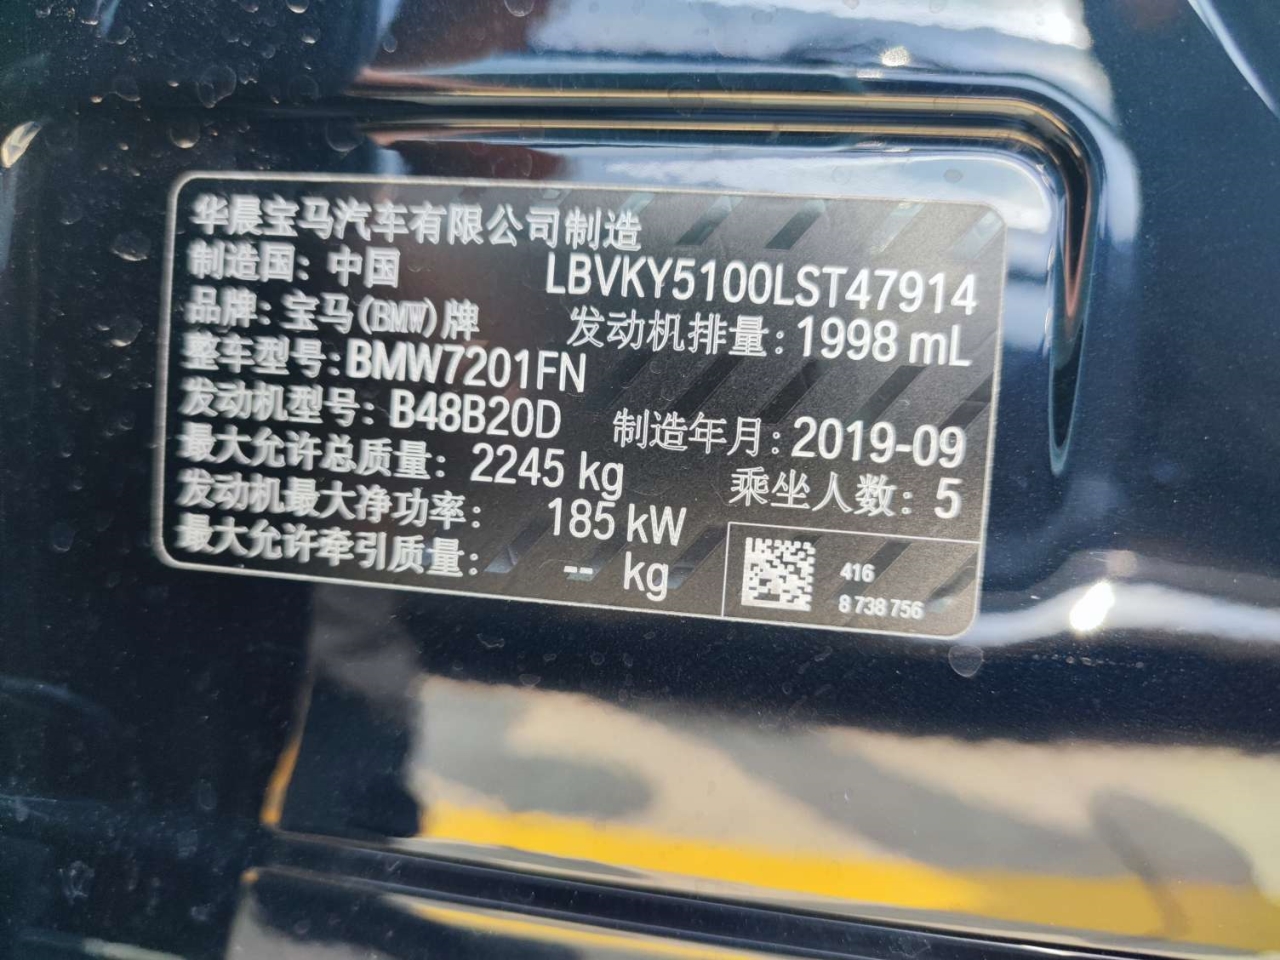 华晨宝马汽车有限公司制造
制造国：中国 LBVKY5100LST47914
品牌：宝马(BMW)牌 发动机排量：1998 mL
整车型号：BMW7201FN
发动机型号：B48B20D 制造年月：2019-09
最大允许总质量：2245 kg 乘坐人数：5
发动机最大净功率：185 kW
最大允许牵引质量：-- kg
416
8 738 756